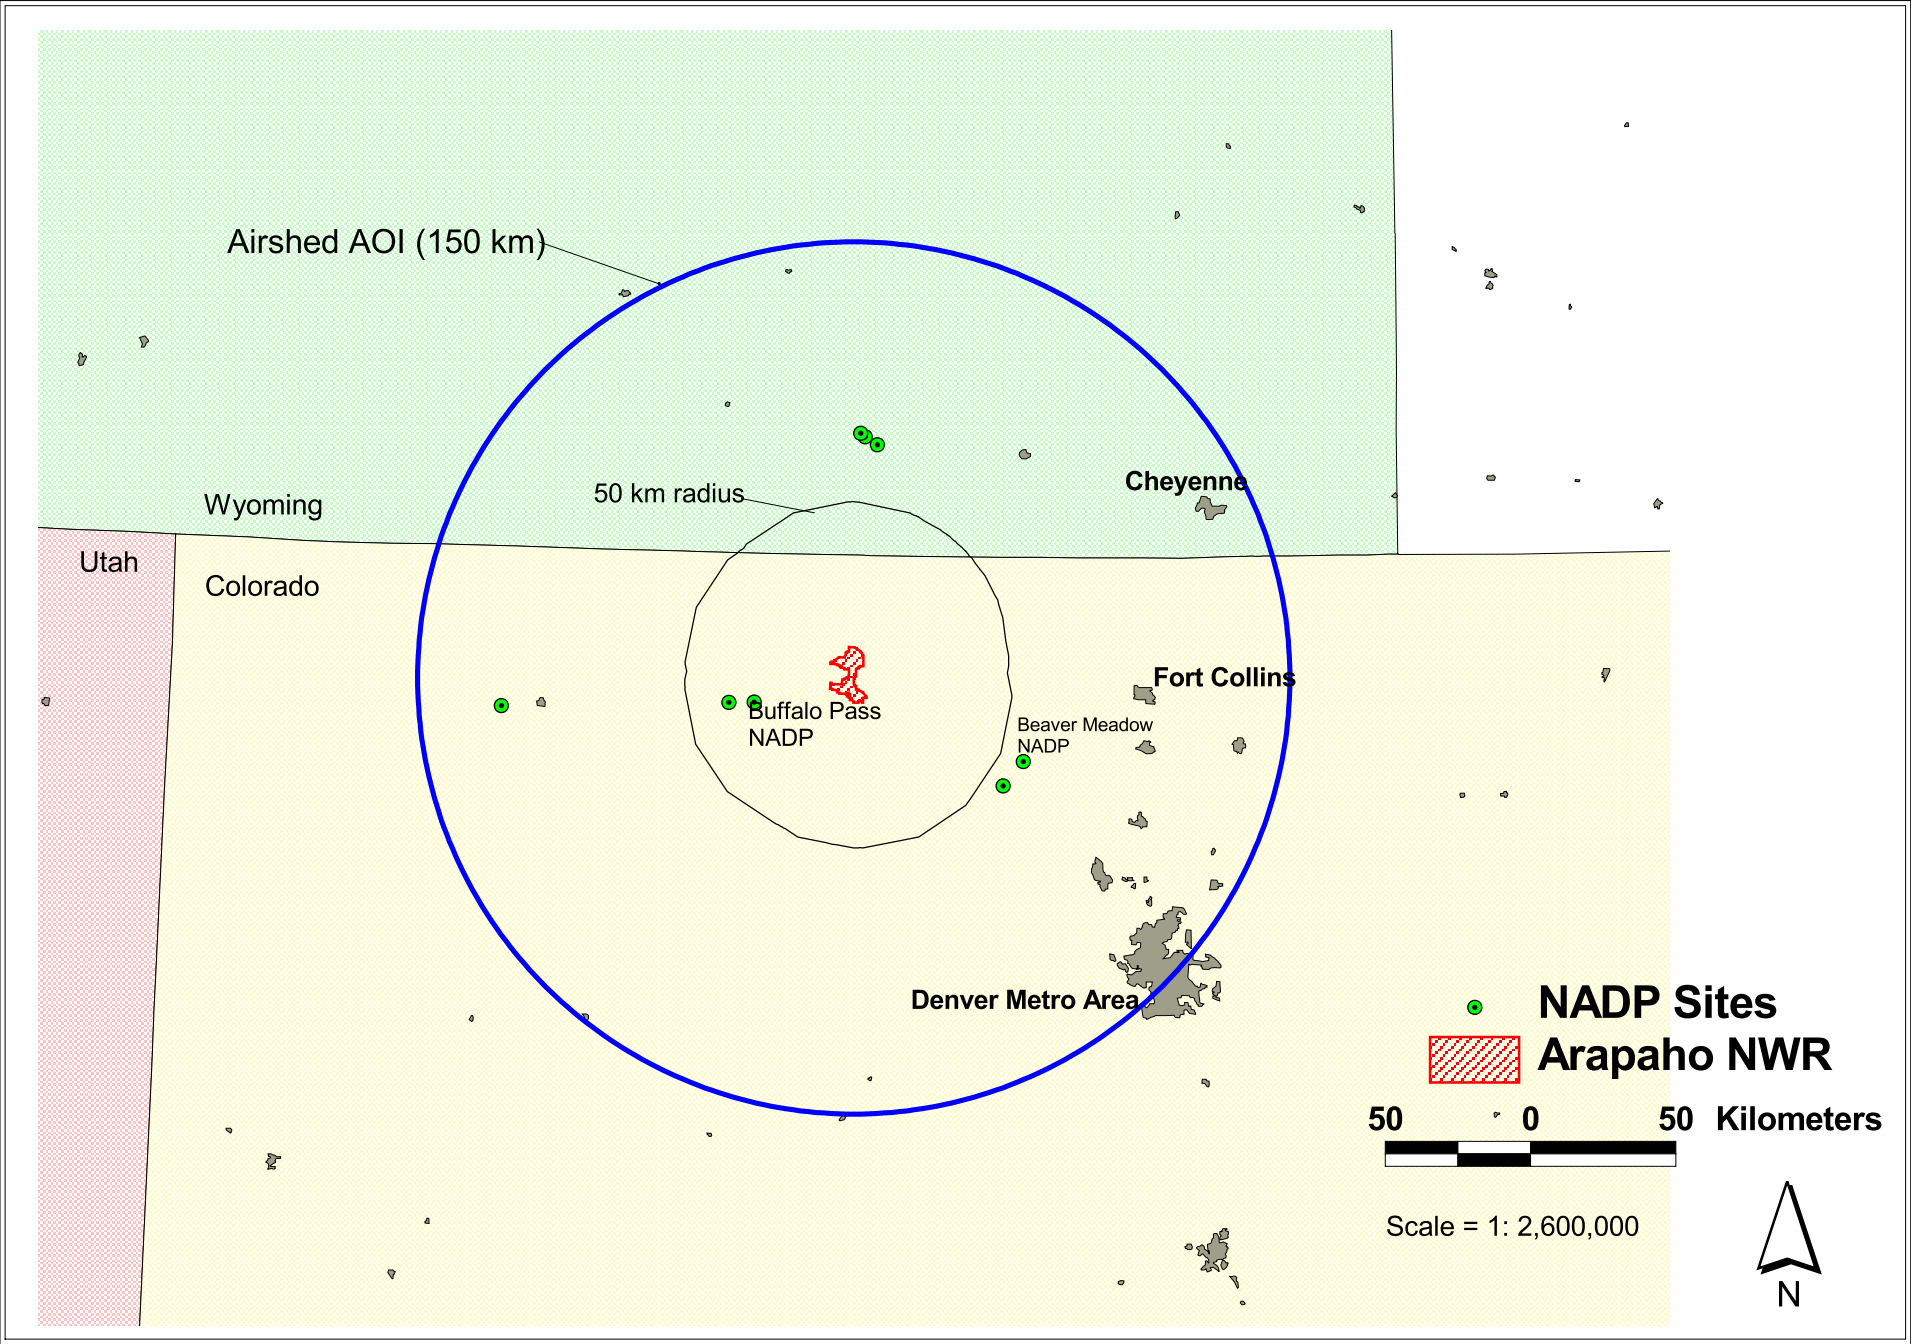 Airshed AOI (150 km)
Cheyenne
50 km radius
Wyoming
Utah
Colorado
Fort Collins
Buffalo Pass
NADP
Beaver Meadow
NADP
Denver Metro Area
NADP Sites
Arapaho NWR
50 0 50 Kilometers
Scale = 1: 2,600,000
N